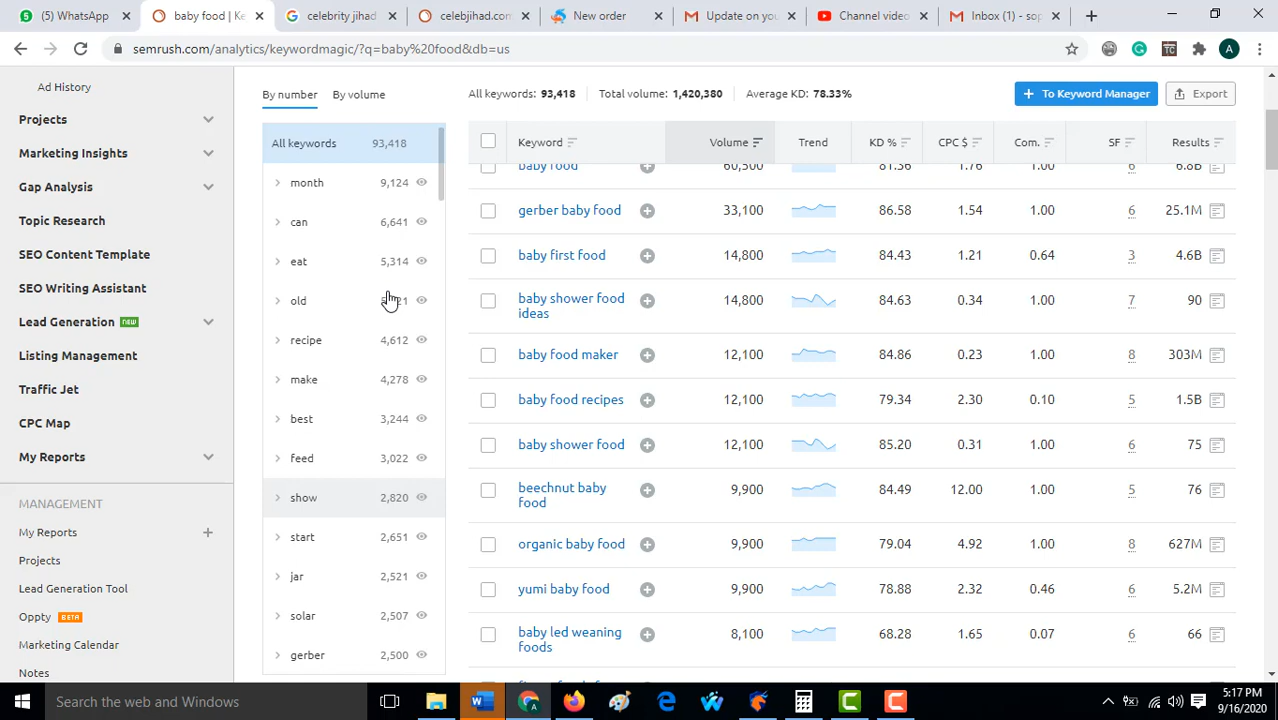 (5) WhatsApp
baby food | Ke
celebrity jihad
celebjihad.com
New order
Update on you
Channel video
Inbox (1) - sop
semrush.com/analytics/keywordmagic/?q=baby%20food&db=us
A
Ad History
Projects
Marketing Insights
Gap Analysis
Topic Research
SEO Content Template
SEO Writing Assistant
Lead Generation NEW
Listing Management
Traffic Jet
CPC Map
My Reports
MANAGEMENT
My Reports
Projects
Lead Generation Tool
Oppty BETA
Marketing Calendar
Notes
By number By volume
All keywords 93,418
month 9,124
can 6,641
eat 5,314
old
recipe 4,612
make 4,278
best 3,244
feed 3,022
show 2,820
start 2,651
jar 2,521
solar 2,507
gerber 2,500
All keywords: 93,418 Total volume: 1,420,380 Average KD: 78.33%
+ To Keyword Manager
Export
Keyword Volume Trend KD % CPC $ Com. SF Results
baby food 60,500 81.36 1.76 1.00 6 6.8B
gerber baby food 33,100 86.58 1.54 1.00 6 25.1M
baby first food 14,800 84.43 1.21 0.64 3 4.6B
baby shower food
ideas 14,800 84.63 0.34 1.00 7 90
baby food maker 12,100 84.86 0.23 1.00 8 303M
baby food recipes 12,100 79.34 2.30 0.10 5 1.5B
baby shower food 12,100 85.20 0.31 1.00 6 75
beechnut baby
food 9,900 84.49 12.00 1.00 5 76
organic baby food 9,900 79.04 4.92 1.00 8 627M
yumi baby food 9,900 78.88 2.32 0.46 6 5.2M
baby led weaning
foods 8,100 68.28 1.65 0.07 6 66
Search the web and Windows
5:17 PM
9/16/2020